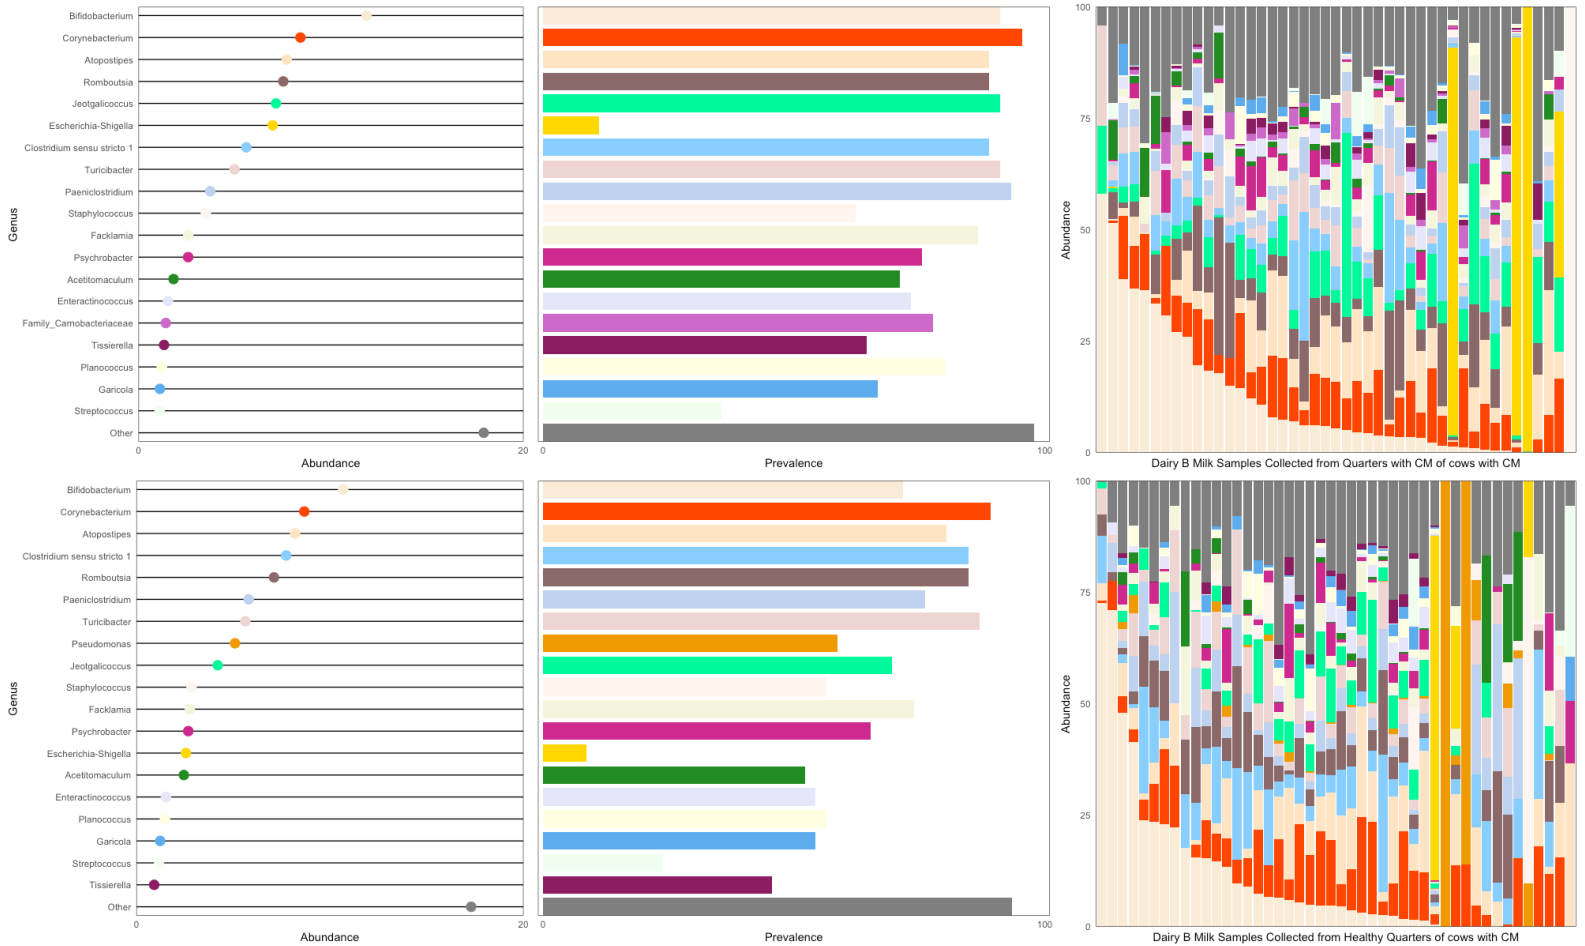 Genus
Bifidobacterium
Corynebacterium
Atopostipes
Romboutsia
Jeotgalicoccus
Escherichia-Shigella
Clostridium sensu stricto 1
Turicibacter
Paeniclostridium
Staphylococcus
Facklamia
Psychrobacter
Acetitomaculum
Enteractinococcus
Family_Carnobacteriaceae
Tissierella
Planococcus
Garicola
Streptococcus
Other
0
20
Abundance
0
100
Prevalence
Abundance
100
75
50
25
0
Dairy B Milk Samples Collected from Quarters with CM of cows with CM
Genus
Bifidobacterium
Corynebacterium
Atopostipes
Clostridium sensu stricto 1
Romboutsia
Paeniclostridium
Turicibacter
Pseudomonas
Jeotgalicoccus
Staphylococcus
Facklamia
Psychrobacter
Escherichia-Shigella
Acetitomaculum
Enteractinococcus
Planococcus
Garicola
Streptococcus
Tissierella
Other
0
20
Abundance
0
100
Prevalence
Abundance
100
75
50
25
0
Dairy B Milk Samples Collected from Healthy Quarters of cows with CM